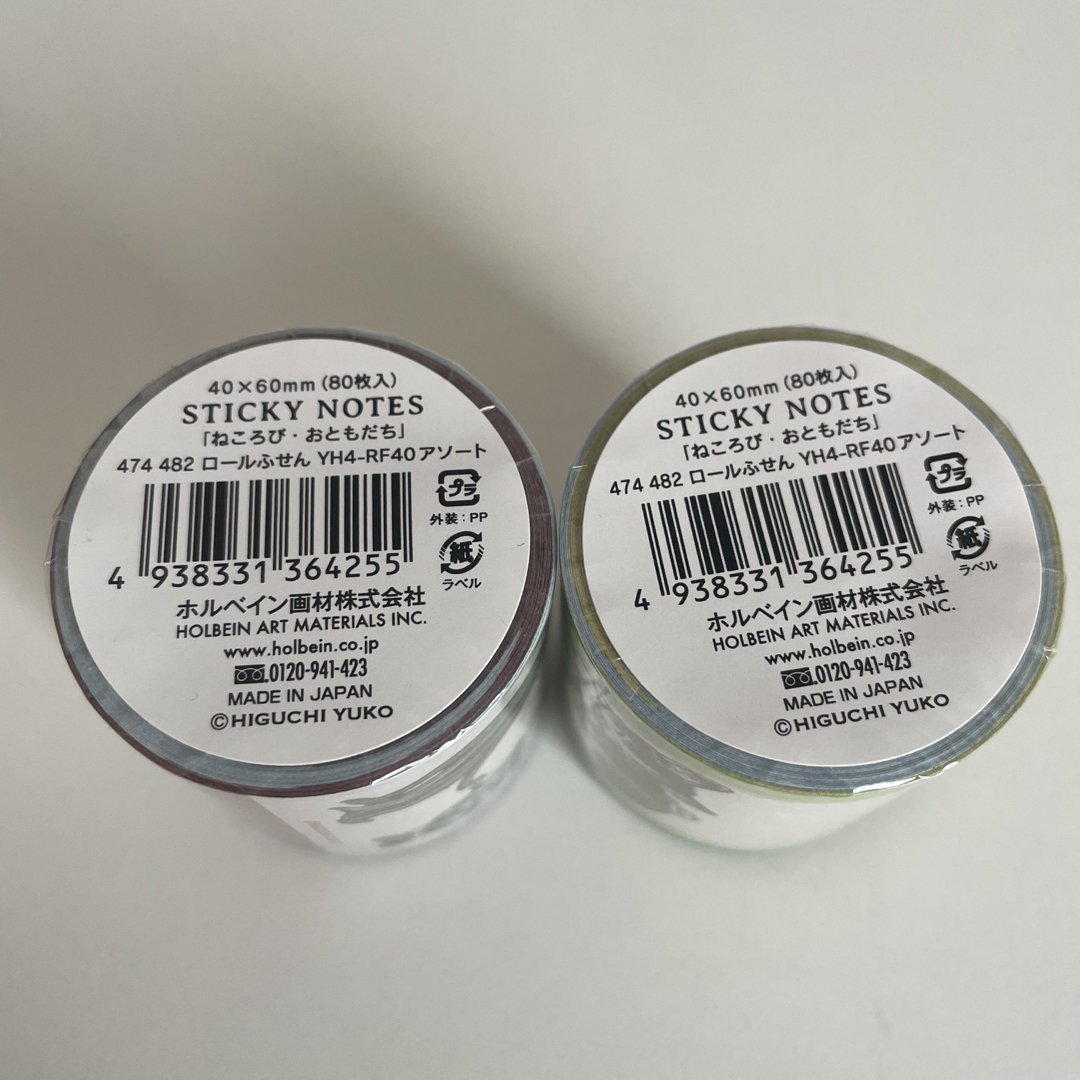 40×60mm(80枚入)
STICKY NOTES
「ねころび・おともだち」
474 482 ロールふせん YH4-RF40アソート
プラ
外装:PP
紙
ラベル
4 938331 364255
ホルベイン画材株式会社
HOLBEIN ART MATERIALS INC.
www.holbein.co.jp
0120-941-423
MADE IN JAPAN
©HIGUCHI YUKO
40×60mm(80枚入)
STICKY NOTES
「ねころび・おともだち」
474 482 ロールふせん YH4-RF40アソート
プラ
外装:PP
紙
ラベル
4 938331 364255
ホルベイン画材株式会社
HOLBEIN ART MATERIALS INC.
www.holbein.co.jp
0120-941-423
MADE IN JAPAN
©HIGUCHI YUKO